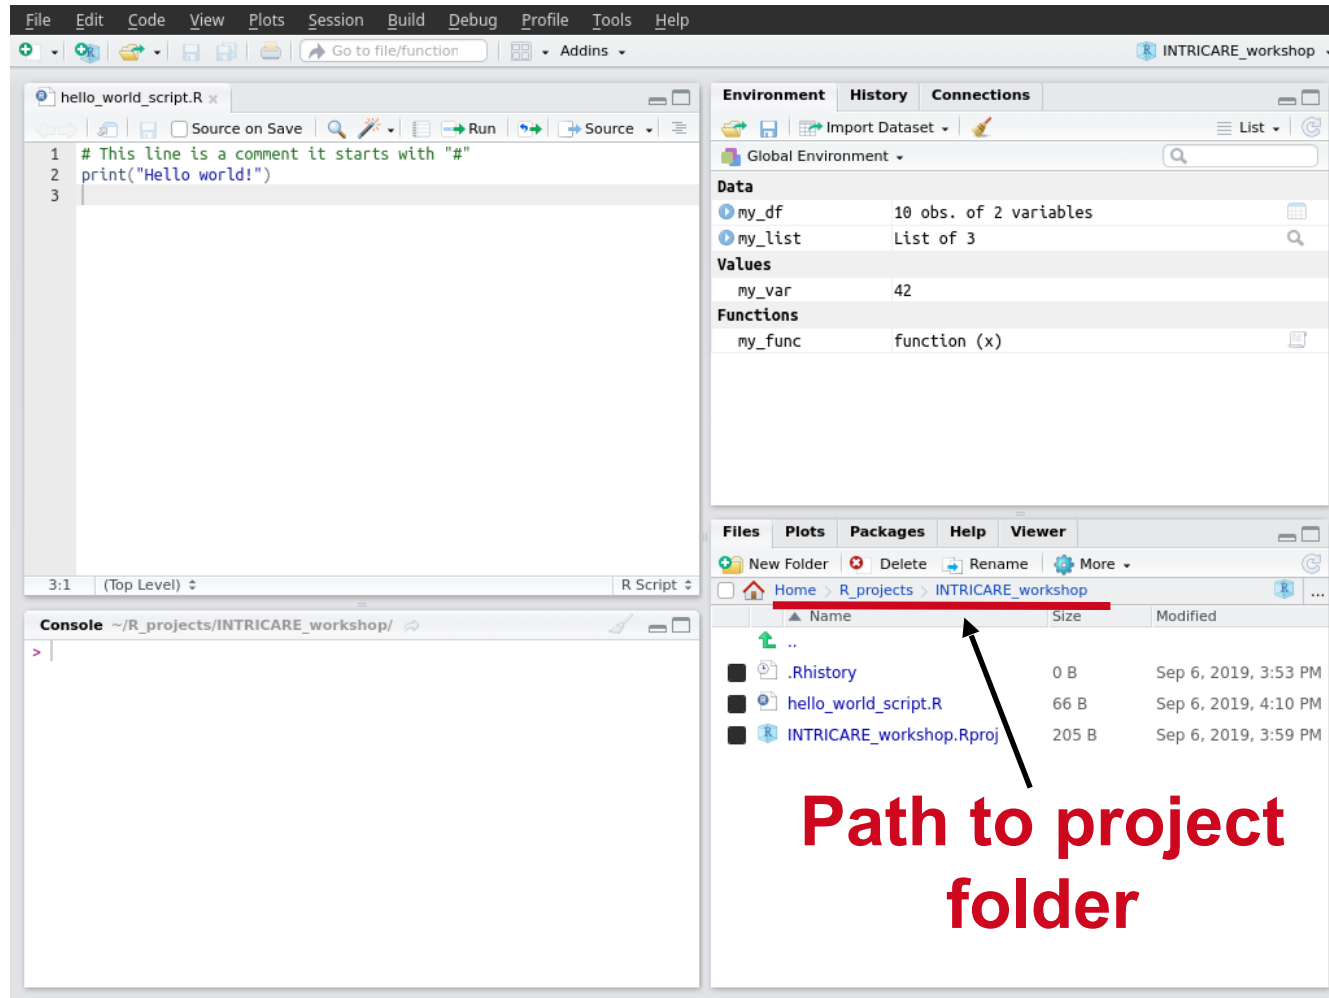 File Edit Code View Plots Session Build Debug Profile Tools Help
Go to file/function Addins INTRICARE_workshop
hello_world_script.R
Source on Save Run Source
1 # This line is a comment it starts with "#"
2 print("Hello world!")
3
3:1 (Top Level) R Script
Console ~/R_projects/INTRICARE_workshop/
>
Environment History Connections
Import Dataset List
Global Environment
Data
my_df 10 obs. of 2 variables
my_list List of 3
Values
my_var 42
Functions
my_func function (x)
Files Plots Packages Help Viewer
New Folder Delete Rename More
Home > R_projects > INTRICARE_workshop ...
Name Size Modified
..
.Rhistory 0 B Sep 6, 2019, 3:53 PM
hello_world_script.R 66 B Sep 6, 2019, 4:10 PM
INTRICARE_workshop.Rproj 205 B Sep 6, 2019, 3:59 PM
Path to project
folder